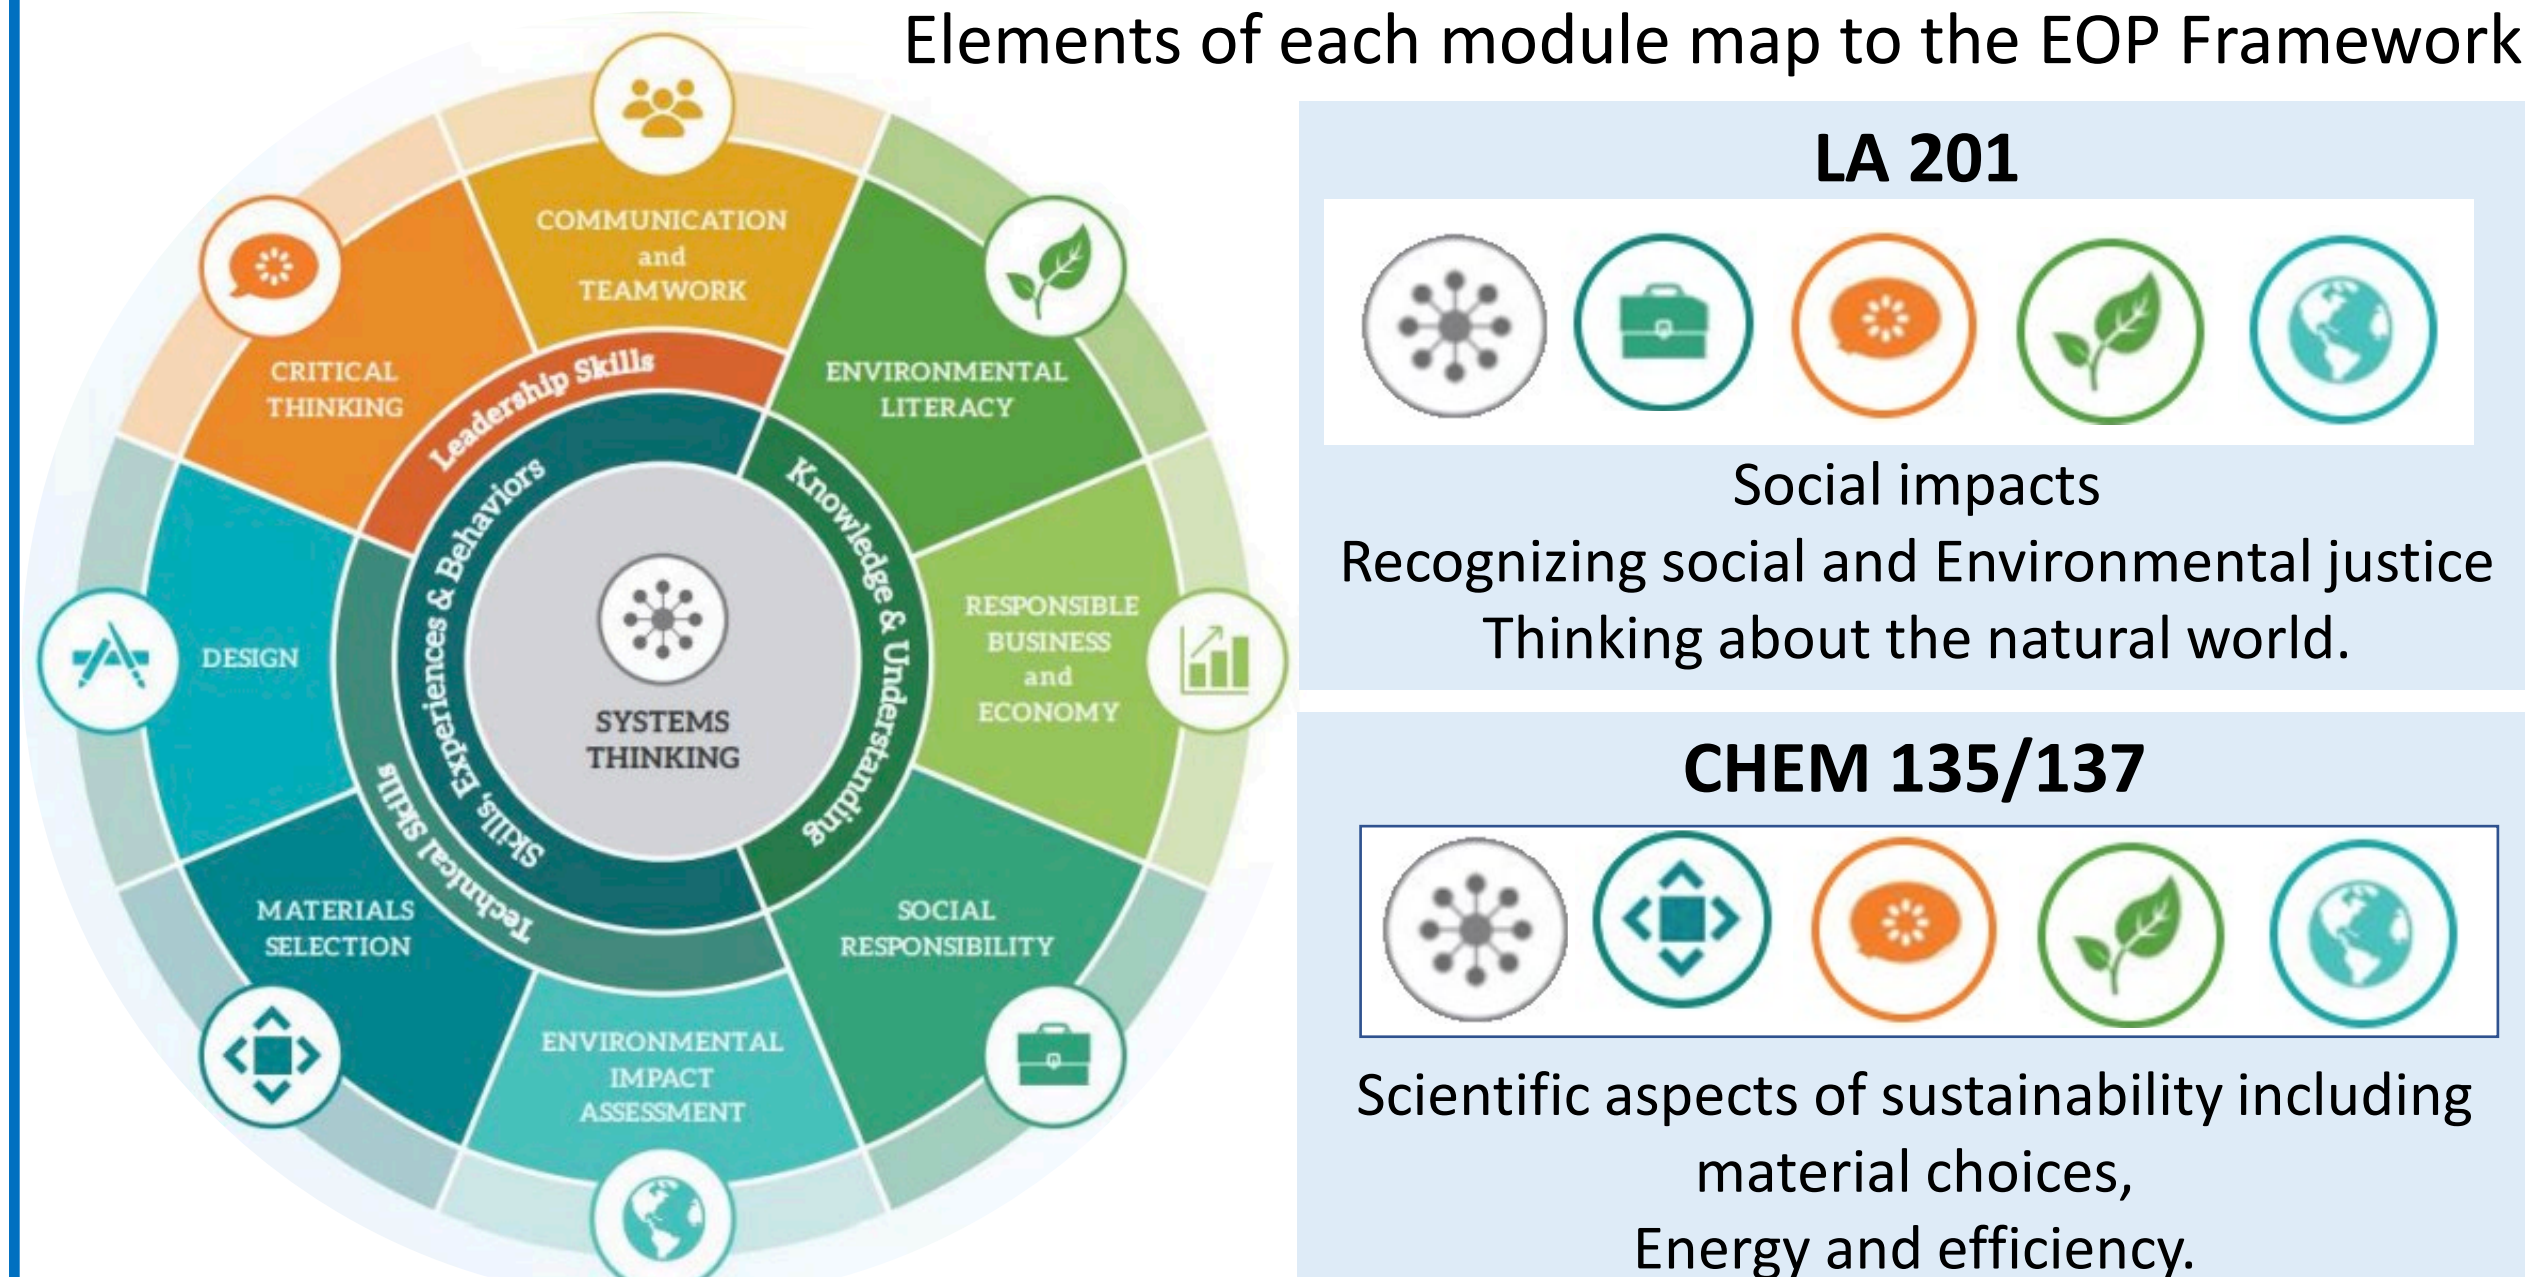 Elements of each module map to the EOP Framework
COMMUNICATION
and
TEAMWORK
ENVIRONMENTAL
LITERACY
RESPONSIBLE
BUSINESS
and
ECONOMY
SOCIAL
RESPONSIBILITY
ENVIRONMENTAL
IMPACT
ASSESSMENT
MATERIALS
SELECTION
DESIGN
CRITICAL
THINKING
Leadership Skills
Skills, Experiences & Behaviors
Knowledge & Understanding
Technical Skills
SYSTEMS
THINKING
LA 201
Social impacts
Recognizing social and Environmental justice
Thinking about the natural world.
CHEM 135/137
Scientific aspects of sustainability including
material choices,
Energy and efficiency.